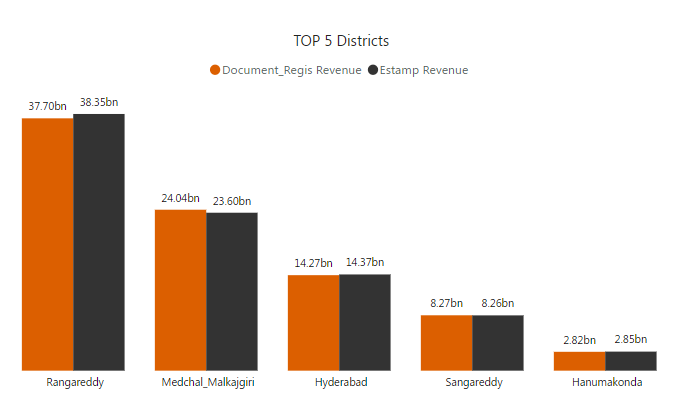 TOP 5 Districts
Document_Regis Revenue Estamp Revenue
37.70bn 38.35bn
24.04bn 23.60bn
14.27bn 14.37bn
8.27bn 8.26bn
2.82bn 2.85bn
Rangareddy Medchal_Malkajgiri Hyderabad Sangareddy Hanumakonda